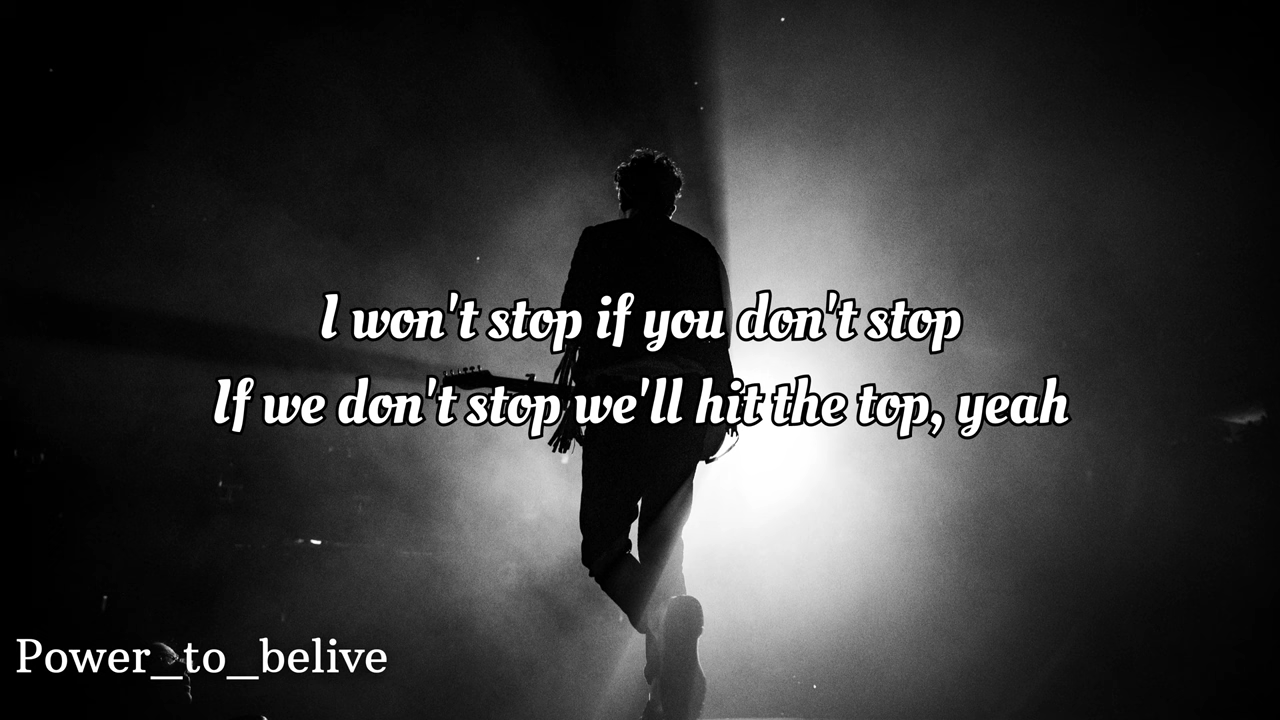 I won't stop if you don't stop
If we don't stop we'll hit the top, yeah
Power_to_belive